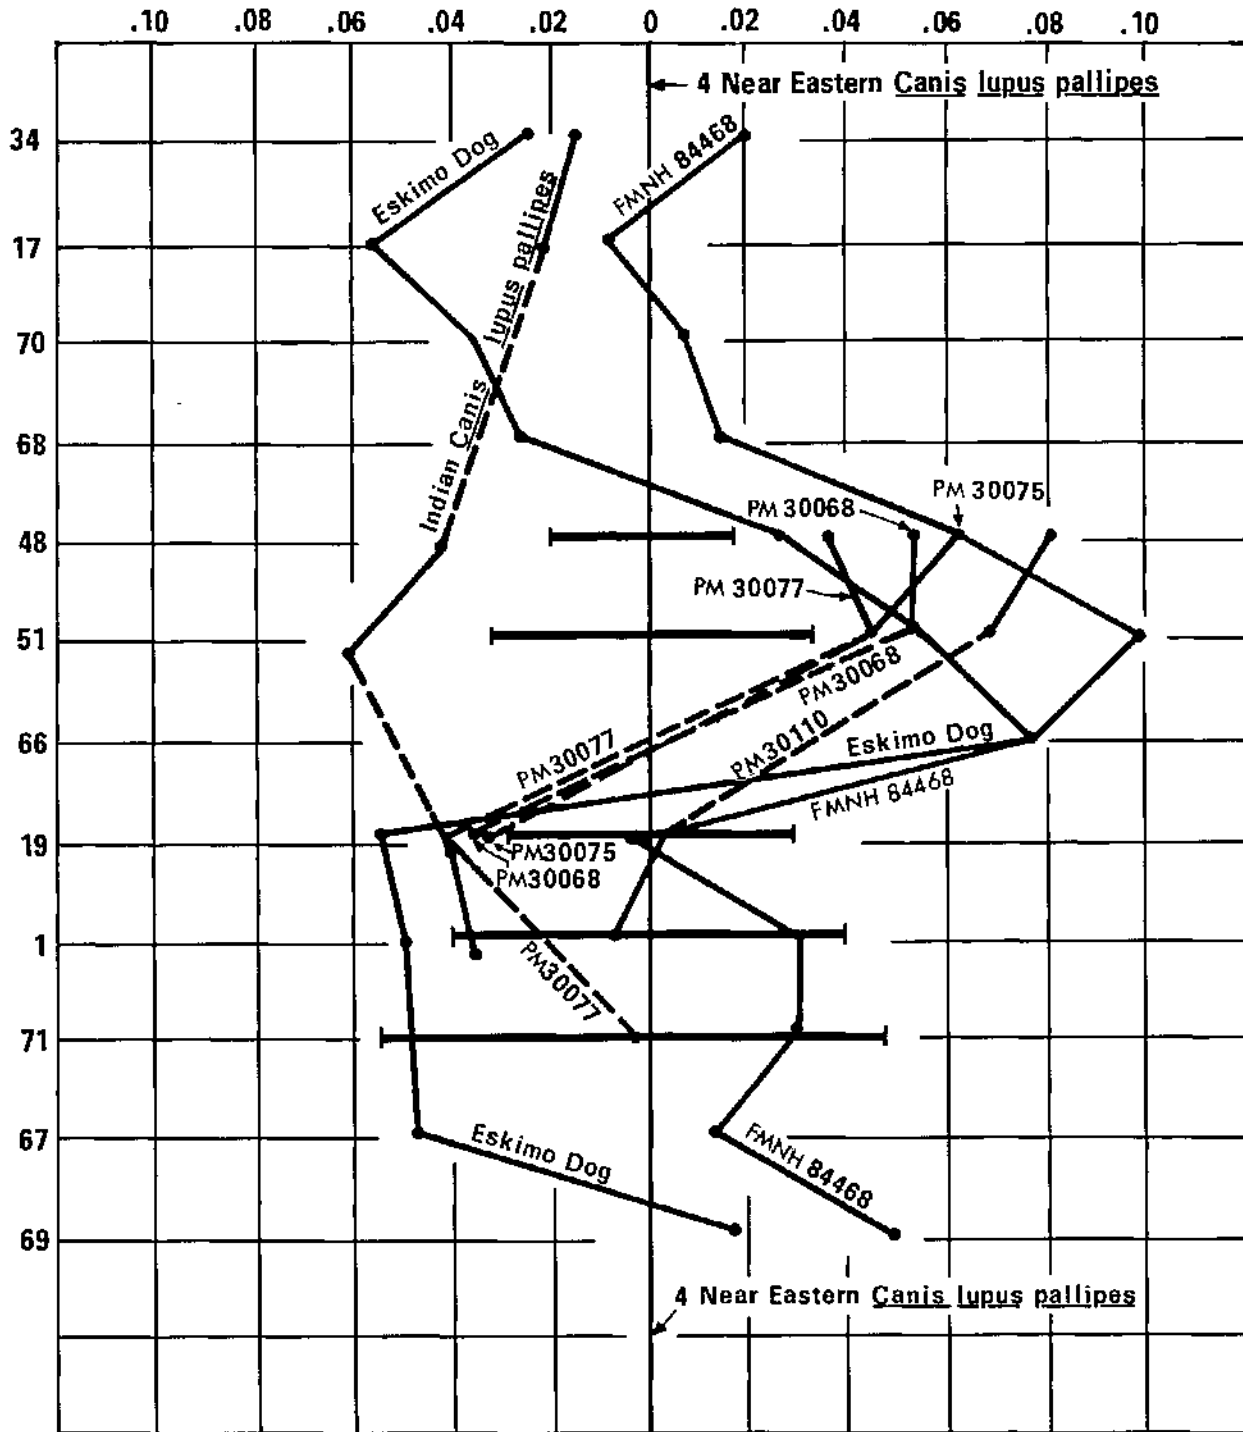 .10 .08 .06 .04 .02 0 .02 .04 .06 .08 .10
4 Near Eastern Canis lupus pallipes
34
Eskimo Dog
Indian Canis lupus pallipes
FMNH 84468
17
70
68
PM 30068
PM 30075
48
PM 30077
51
PM30068
PM30077
PM30110
66
Eskimo Dog
FMNH 84468
19
PM30075
PM30068
1
PM30077
71
67
Eskimo Dog
FMNH 84468
69
4 Near Eastern Canis lupus pallipes